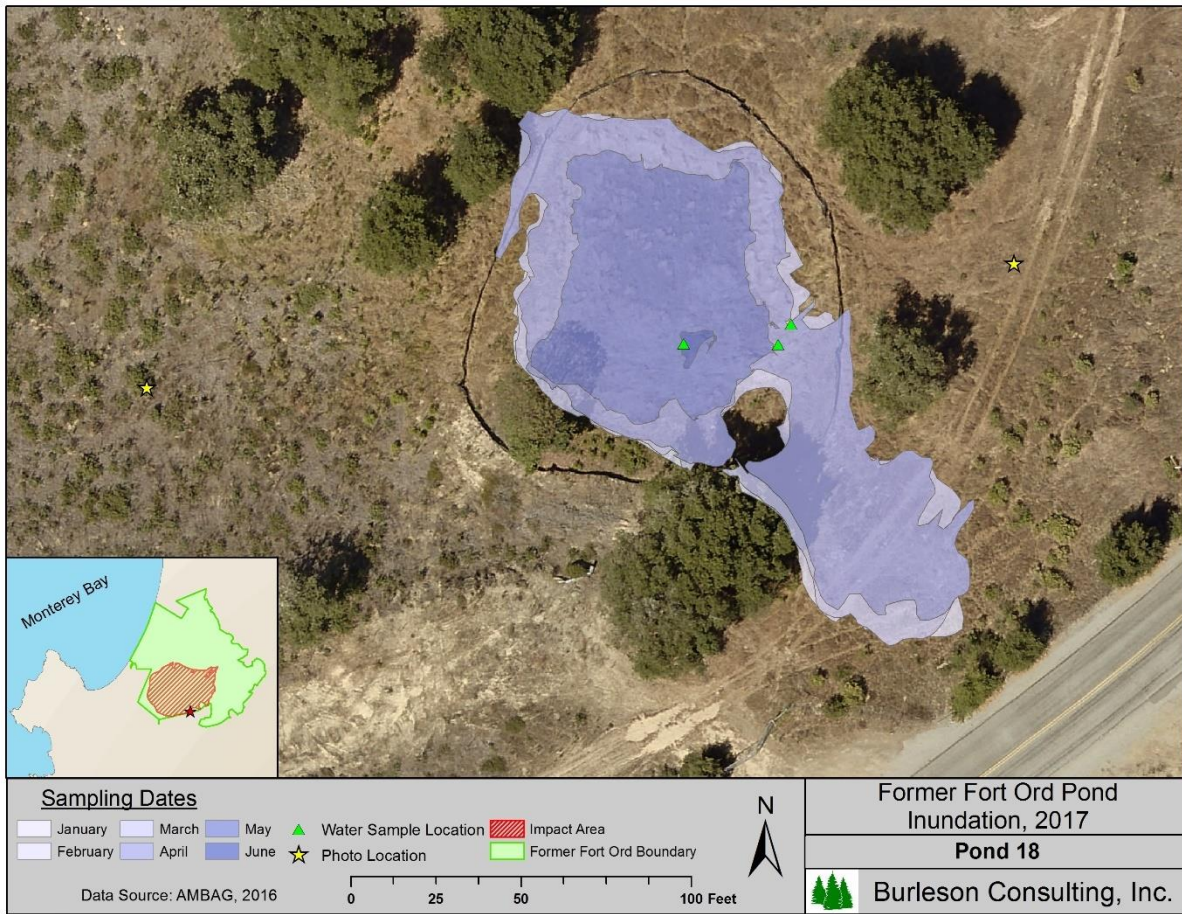 Monterey Bay
Sampling Dates
January
March
May
February
April
June
Water Sample Location
Photo Location
Impact Area
Former Fort Ord Boundary
Data Source: AMBAG, 2016
0 50 100 Feet
N
Former Fort Ord Pond
Inundation, 2017
Pond 18
Burleson Consulting, Inc.